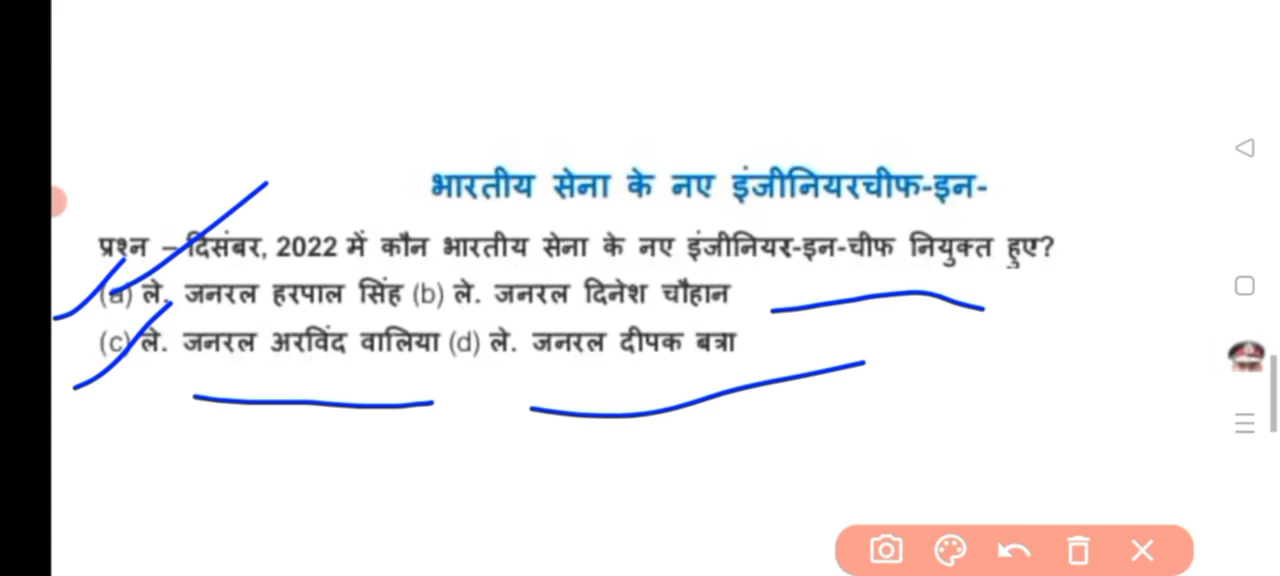 भारतीय सेना के नए इंजीनियरचीफ-इन-
प्रश्न – दिसंबर, 2022 में कौन भारतीय सेना के नए इंजीनियर-इन-चीफ नियुक्त हुए?
(a) ले. जनरल हरपाल सिंह (b) ले. जनरल दिनेश चौहान
(c) ले. जनरल अरविंद वालिया (d) ले. जनरल दीपक बत्रा